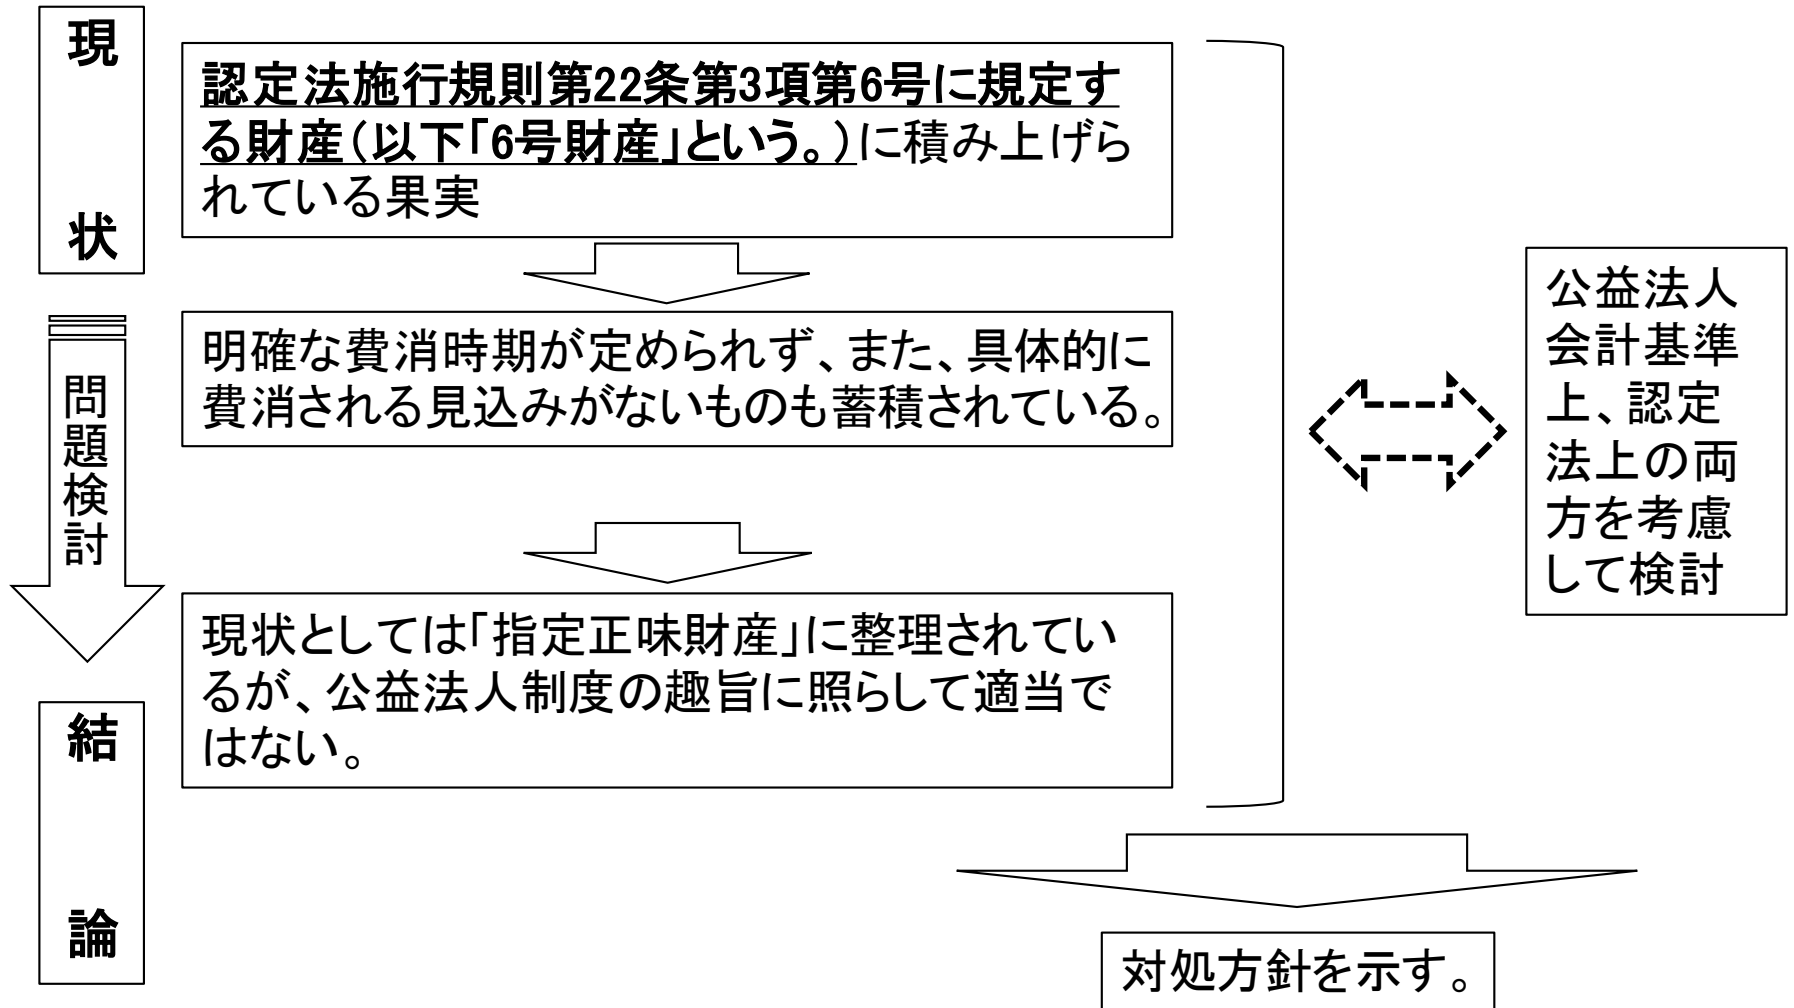 現状
認定法施行規則第22条第3項第6号に規定す
る財産（以下「6号財産」という。）に積み上げら
れている果実
明確な費消時期が定められず、また、具体的に
費消される見込みがないものも蓄積されている。
問題検討
現状としては「指定正味財産」に整理されてい
るが、公益法人制度の趣旨に照らして適当で
はない。
結論
公益法人
会計基準
上、認定
法上の両
方を考慮
して検討
対処方針を示す。